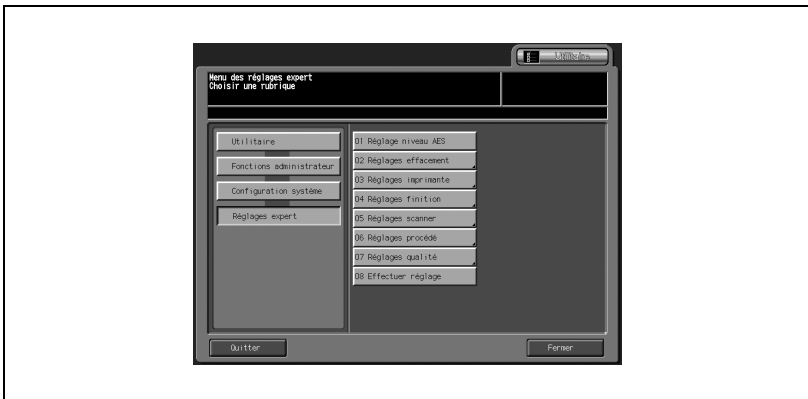 Utilitaire
Menu des réglages expert
Choisir une rubrique
Utilitaire
Fonctions administrateur
Configuration système
Réglages expert
01 Réglage niveau AES
02 Réglages effacement
03 Réglages imprimante
04 Réglages finition
05 Réglages scanner
06 Réglages procédé
07 Réglages qualité
08 Effectuer réglage
Quitter
Fermer